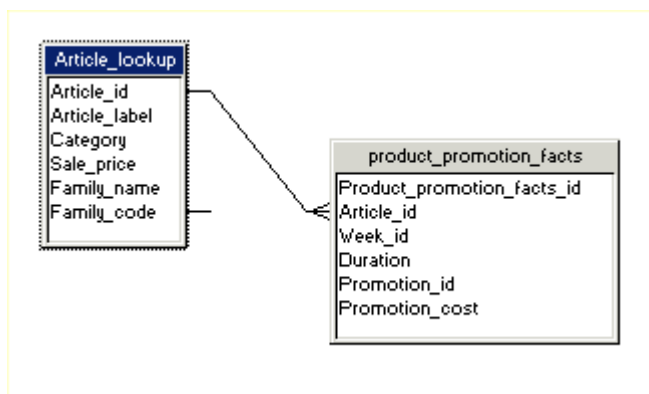 Article_lookup
Article_id
Article_label
Category
Sale_price
Family_name
Family_code
product_promotion_facts
Product_promotion_facts_id
Article_id
Week_id
Duration
Promotion_id
Promotion_cost